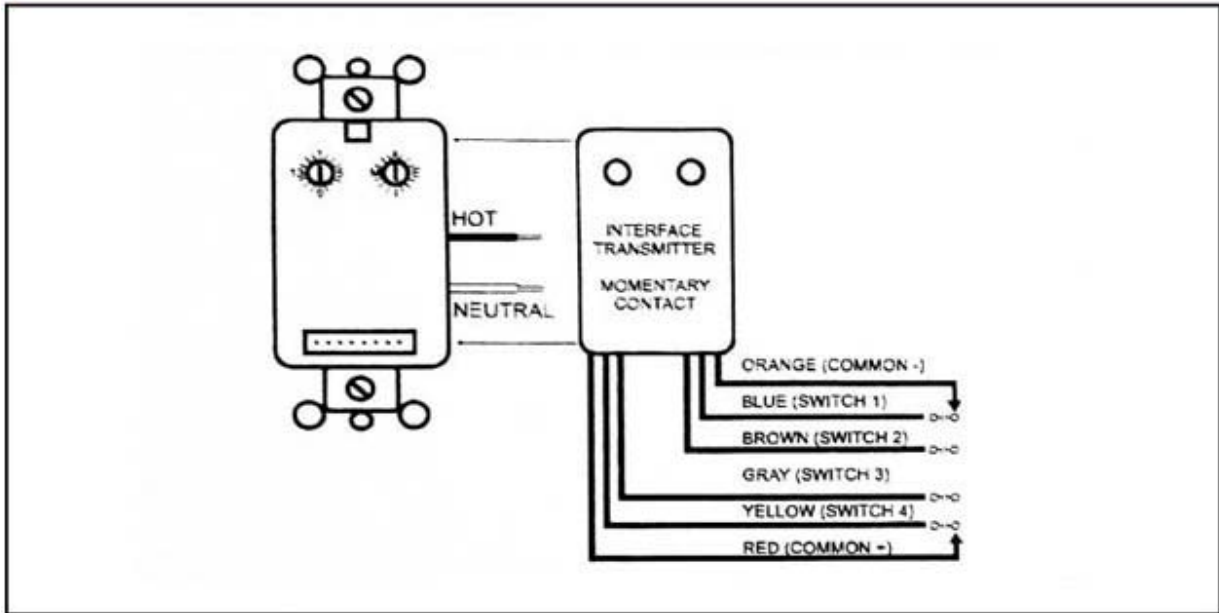 HOT
NEUTRAL
INTERFACE
TRANSMITTER
MOMENTARY
CONTACT
ORANGE (COMMON -)
BLUE (SWITCH 1)
BROWN (SWITCH 2)
GRAY (SWITCH 3)
YELLOW (SWITCH 4)
RED (COMMON +)